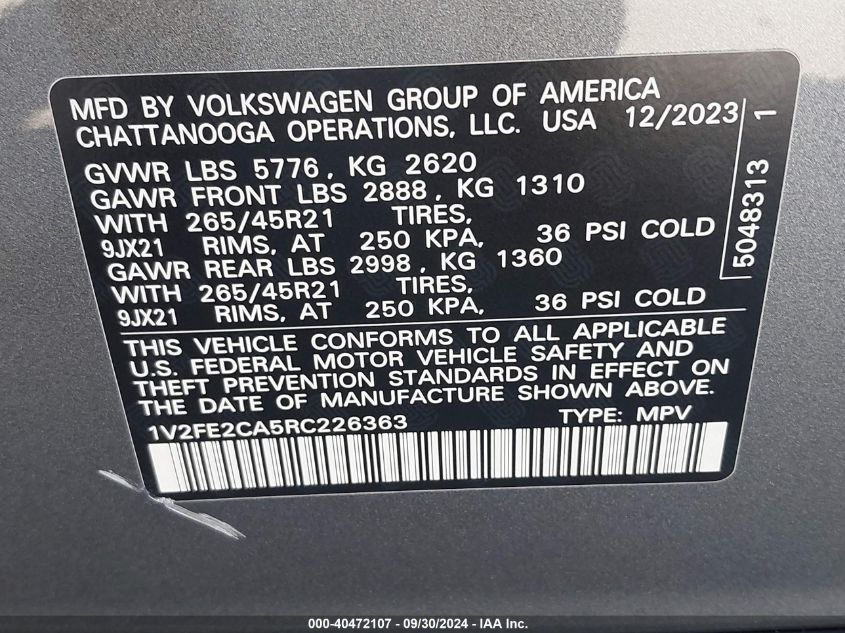 MFD BY VOLKSWAGEN GROUP OF AMERICA
CHATTANOOGA OPERATIONS, LLC. USA 12/2023
GVWR LBS 5776, KG 2620
GAWR FRONT LBS 2888, KG 1310
WITH 265/45R21 TIRES,
9JX21 RIMS, AT 250 KPA, 36 PSI COLD
GAWR REAR LBS 2998, KG 1360
WITH 265/45R21 TIRES,
9JX21 RIMS, AT 250 KPA, 36 PSI COLD
5048313 1
THIS VEHICLE CONFORMS TO ALL APPLICABLE
U.S. FEDERAL MOTOR VEHICLE SAFETY AND
THEFT PREVENTION STANDARDS IN EFFECT ON
THE DATE OF MANUFACTURE SHOWN ABOVE.
1V2FE2CA5RC226363 TYPE: MPV
000-40472107 - 09/30/2024 - IAA Inc.